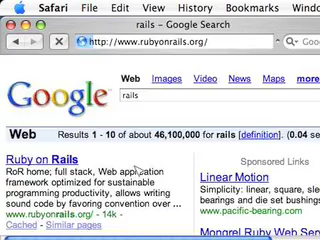 Safari File Edit View History Bookmarks
rails - Google Search
http://www.rubyonrails.org/
Web Images Video News Maps
Google
rails
Web Results 1 - 10 of about 46,100,000 for rails [definition]. (0.04
Ruby on Rails
RoR home; full stack, Web application
framework optimized for sustainable
programming productivity, allows writing
sound code by favoring convention over ...
www.rubyonrails.org/ - 14k -
Cached - Similar pages
Sponsored Links
Linear Motion
Simplicity: linear, square,
bearings and die set bushings
www.pacific-bearing.com
Mongrel Ruby Web